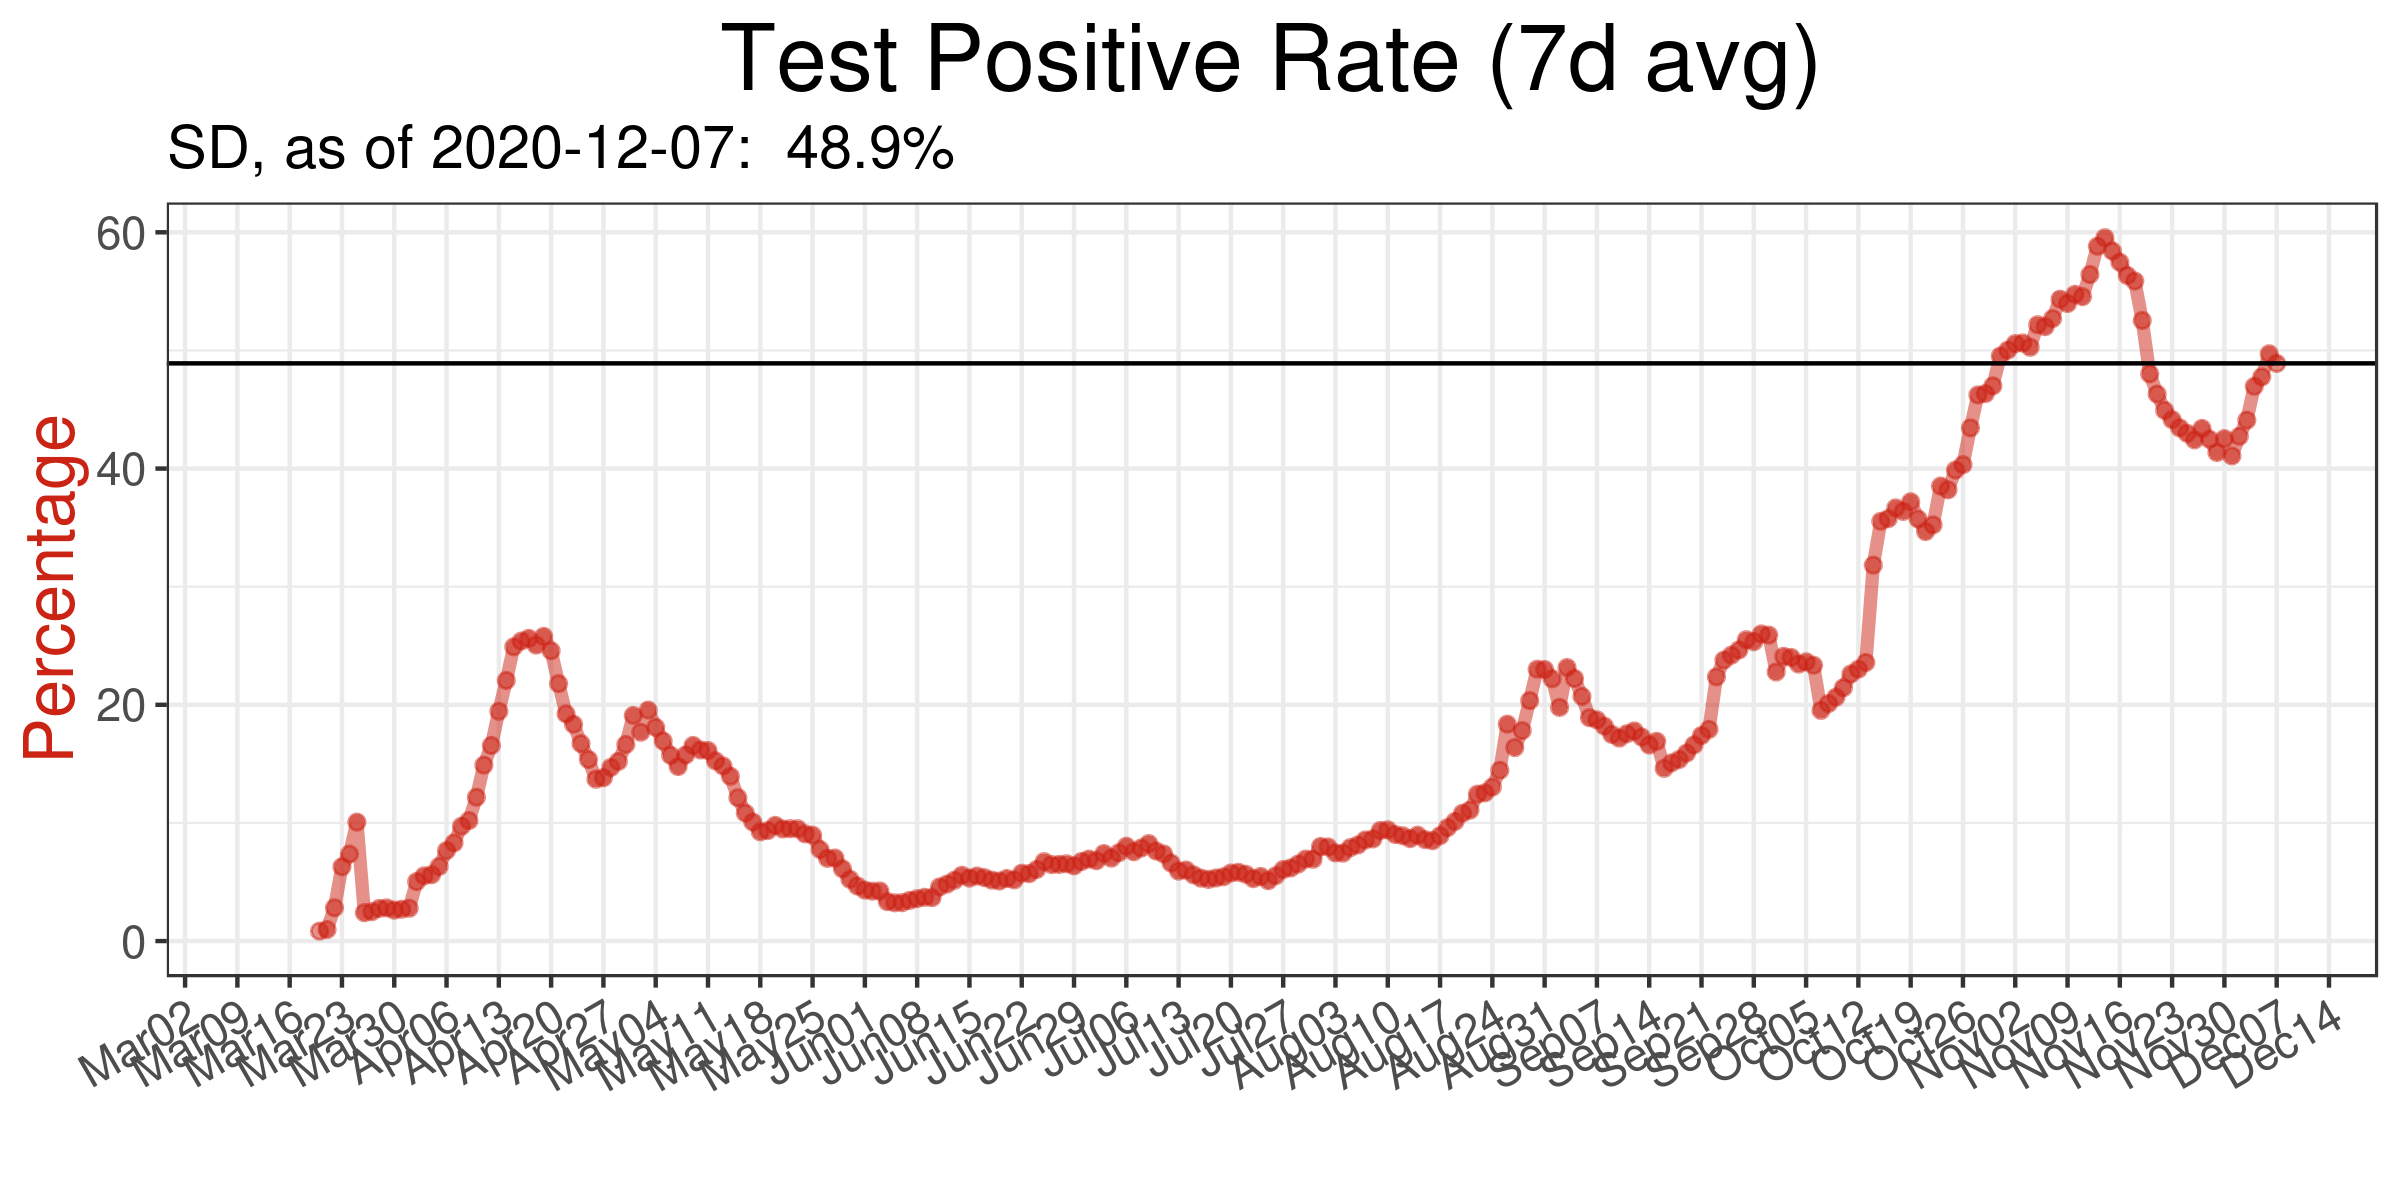 Test Positive Rate (7d avg)
SD, as of 2020-12-07:  48.9%
Percentage
60
40
20
0
Mar02
Mar09
Mar16
Mar23
Mar30
Apr06
Apr13
Apr20
Apr27
May04
May11
May18
May25
Jun01
Jun08
Jun15
Jun22
Jun29
Jul06
Jul13
Jul20
Jul27
Aug03
Aug10
Aug17
Aug24
Aug31
Sep07
Sep14
Sep21
Sep28
Oct05
Oct12
Oct19
Oct26
Nov02
Nov09
Nov16
Nov23
Nov30
Dec07
Dec14